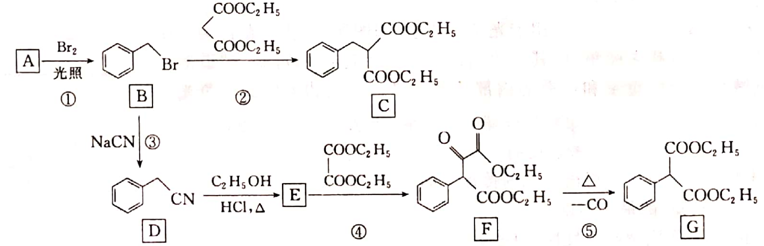 A Br₂ 光照 ① Br B COOC₂H₅ COOC₂H₅ ② COOC₂H₅ COOC₂H₅ C
NaCN ③
CN D C₂H₅OH HCl,△ E COOC₂H₅ COOC₂H₅ ④ O O OC₂H₅ COOC₂H₅ F △ —CO ⑤ COOC₂H₅ COOC₂H₅ G